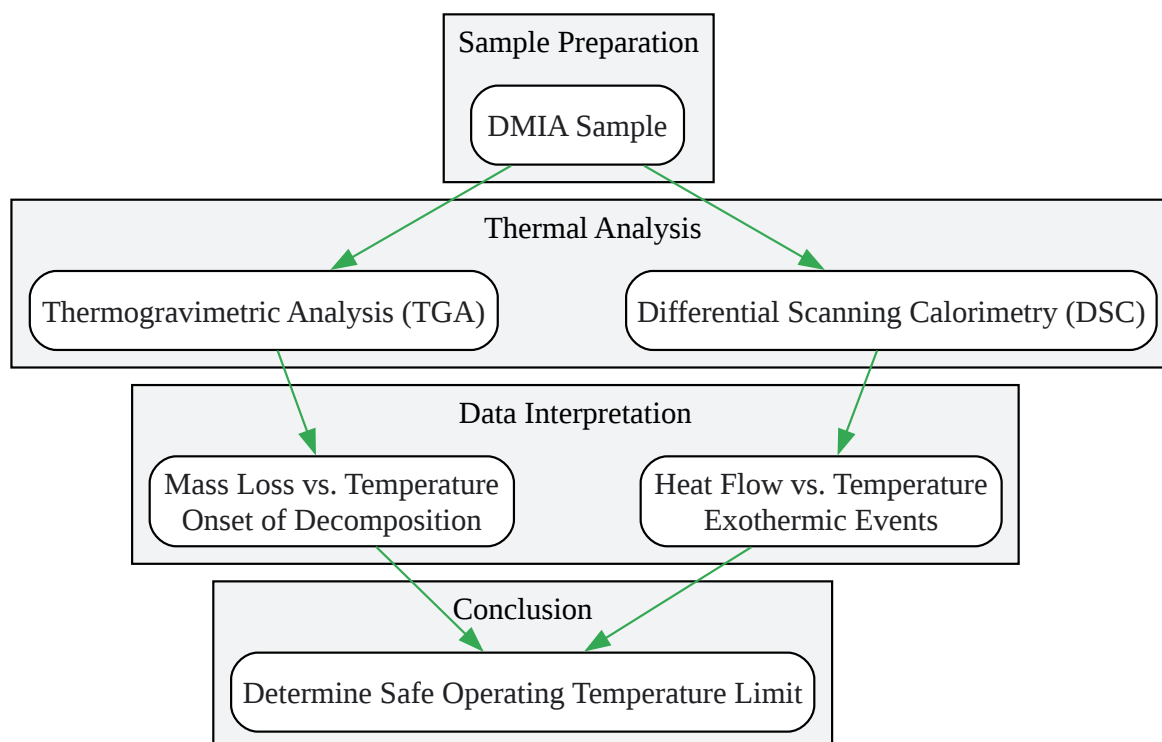 Sample Preparation
DMIA Sample
Thermal Analysis
Thermogravimetric Analysis (TGA)
Differential Scanning Calorimetry (DSC)
Data Interpretation
Mass Loss vs. Temperature
Onset of Decomposition
Heat Flow vs. Temperature
Exothermic Events
Conclusion
Determine Safe Operating Temperature Limit